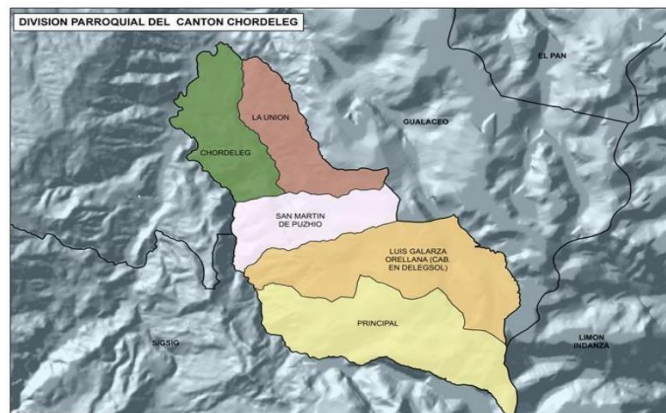 DIVISION PARROQUIAL DEL CANTON CHORDELEG
EL PAN
LA UNION
GUALACEO
CHORDELEG
SAN MARTIN
DE PUZHIO
LUIS GALARZA
ORELLANA (CAB.
EN DELEGSOL)
PRINCIPAL
SIGSIG
LIMON
INDANZA